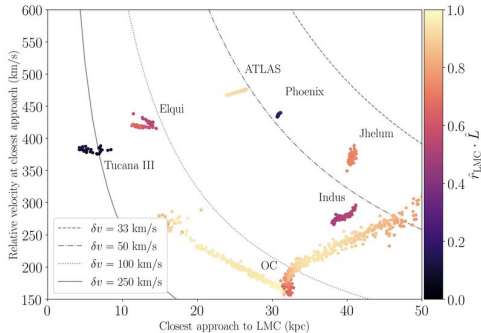 600
550
500
450
400
350
300
250
200
150
Relative velocity at closest approach (km/s)
ATLAS
Phoenix
Elqui
Jhelum
Tucana III
Indus
OC
δv = 33 km/s
δv = 50 km/s
δv = 100 km/s
δv = 250 km/s
0 10 20 30 40 50
Closest approach to LMC (kpc)
1.0
0.8
0.6
0.4
0.2
0.0
r̂LMC · L̂